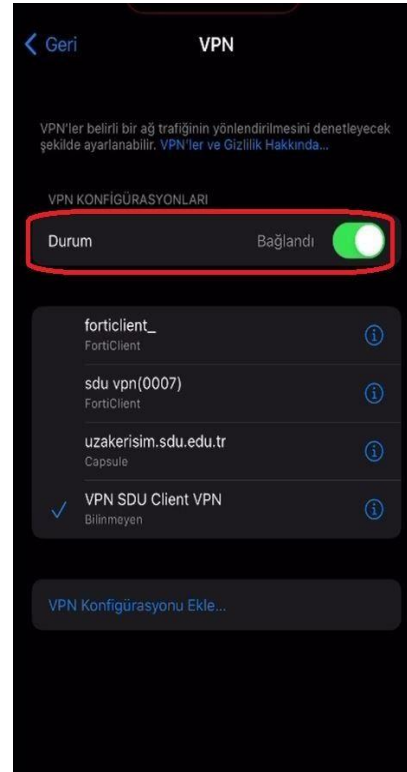 Geri
VPN
VPN'ler belirli bir ağ trafiğinin yönlendirilmesini denetleyecek
şekilde ayarlanabilir. VPN'ler ve Gizlilik Hakkında...
VPN KONFİGÜRASYONLARI
Durum Bağlandı
forticlient_
FortiClient
sdu vpn(0007)
FortiClient
uzakerisim.sdu.edu.tr
Capsule
VPN SDU Client VPN
Bilinmeyen
VPN Konfigürasyonu Ekle...